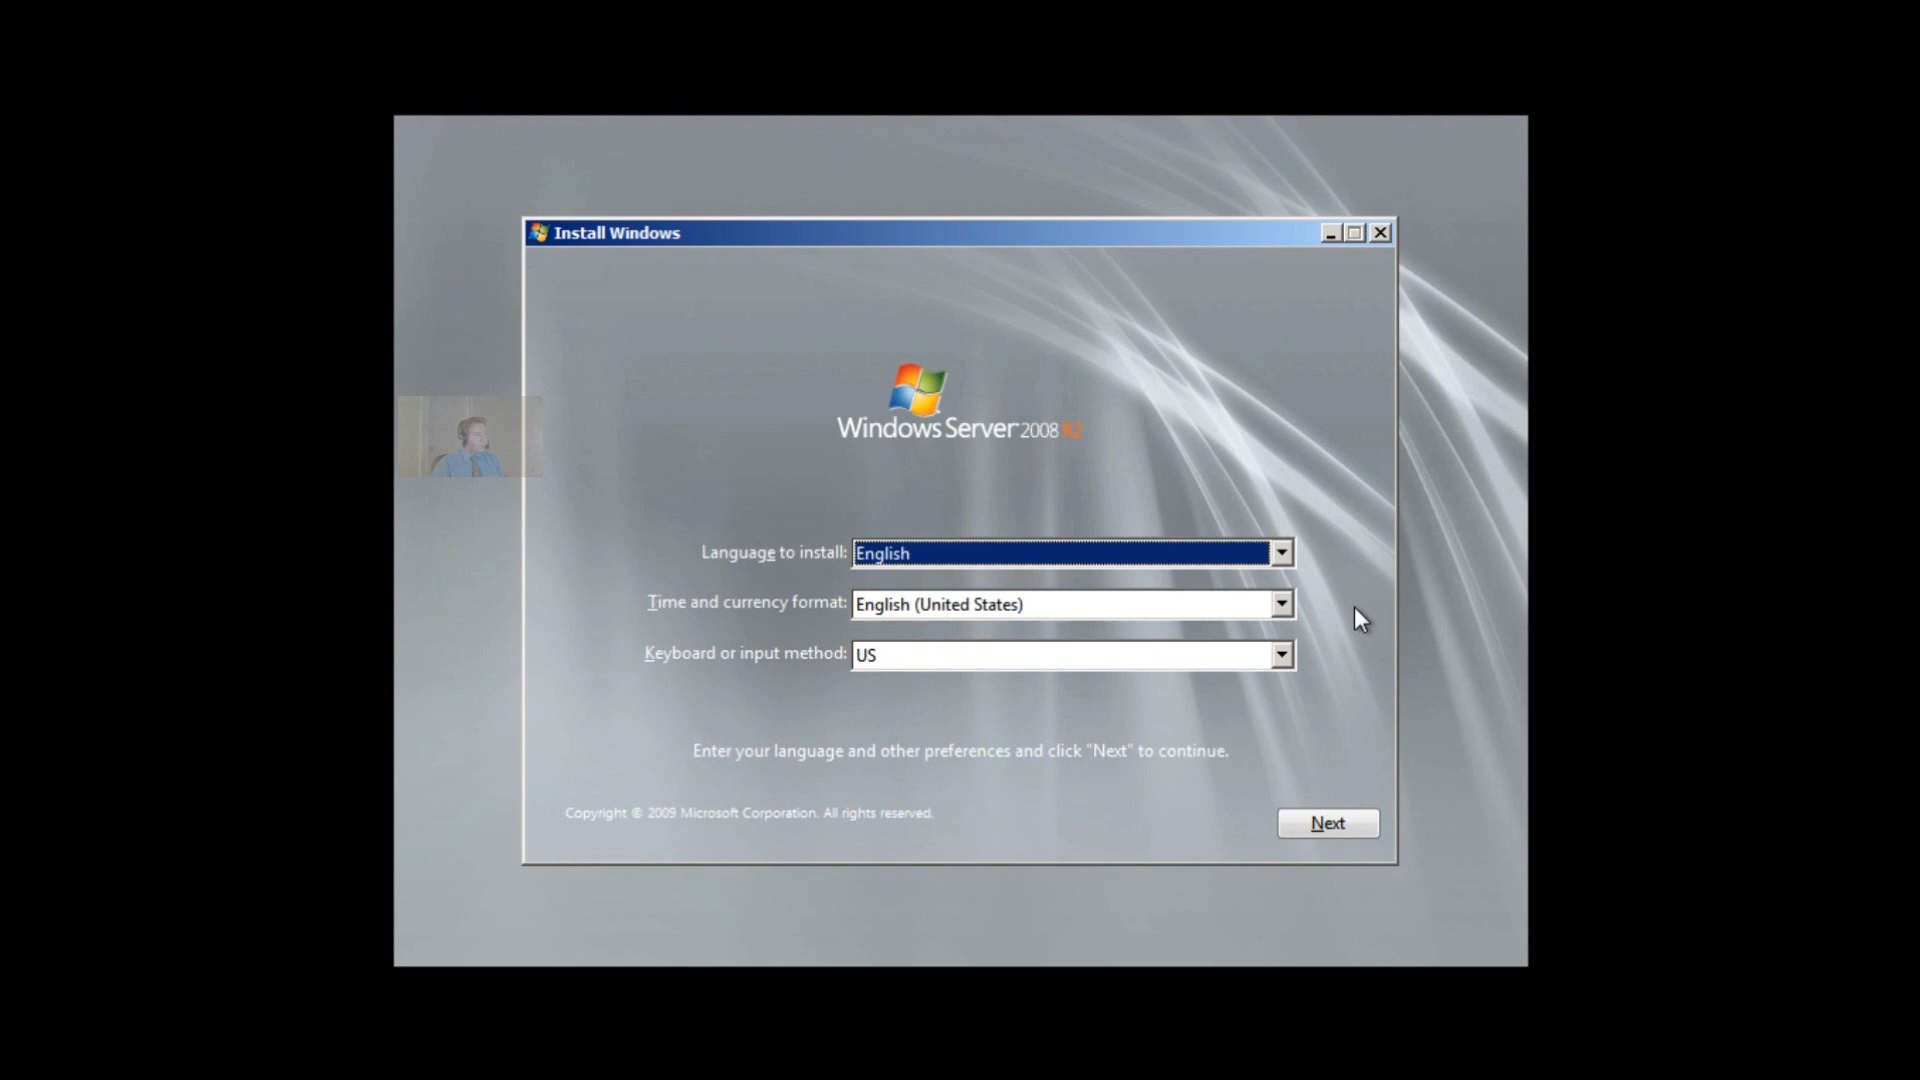 Install Windows
Windows Server 2008 R2
Language to install: English
Time and currency format: English (United States)
Keyboard or input method: US
Enter your language and other preferences and click "Next" to continue.
Copyright © 2009 Microsoft Corporation. All rights reserved.
Next